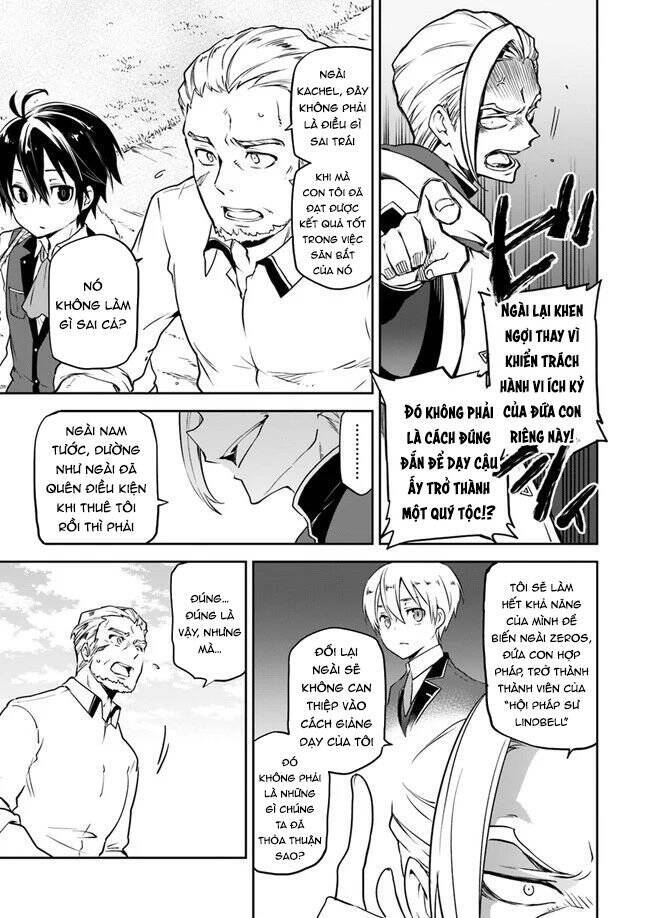 NGÀI LẠI KHEN
NGỢI THAY VÌ
KHIỂN TRÁCH
HÀNH VI ÍCH KỶ
CỦA ĐỨA CON
RIÊNG NÀY!
ĐÓ KHÔNG PHẢI
LÀ CÁCH ĐÚNG
ĐẮN ĐỂ DẠY CẬU
ẤY TRỞ THÀNH
MỘT QUÝ TỘC!?
ビビッ
NGÀI
KACHEL, ĐÂY
KHÔNG PHẢI
LÀ ĐIỀU GÌ
SAI TRÁI
KHI MÀ
CON TÔI ĐÃ
ĐẠT ĐƯỢC
KẾT QUẢ TỐT
TRONG VIỆC
SĂN BẮT
CỦA NÓ
NÓ
KHÔNG LÀM
GÌ SAI CẢ?
.........
NGÀI NAM
TƯỚC, DƯỜNG
NHƯ NGÀI ĐÃ
QUÊN ĐIỀU KIỆN
KHI THUÊ TÔI
RỒI THÌ PHẢI
TÔI SẼ LÀM
HẾT KHẢ NĂNG
CỦA MÌNH ĐỂ
BIẾN NGÀI ZEROS,
ĐỨA CON HỢP
PHÁP, TRỞ THÀNH
THÀNH VIÊN CỦA
"HỘI PHÁP SƯ
LINDBELL".
ĐỔI LẠI
NGÀI SẼ
KHÔNG CAN
THIỆP VÀO
CÁCH GIẢNG
DẠY CỦA TÔI
ĐÓ
KHÔNG PHẢI
LÀ NHỮNG
GÌ CHÚNG
TA ĐÃ
THỎA THUẬN
SAO?
ĐÚNG...
ĐÚNG LÀ
VẬY, NHƯNG
MÀ...